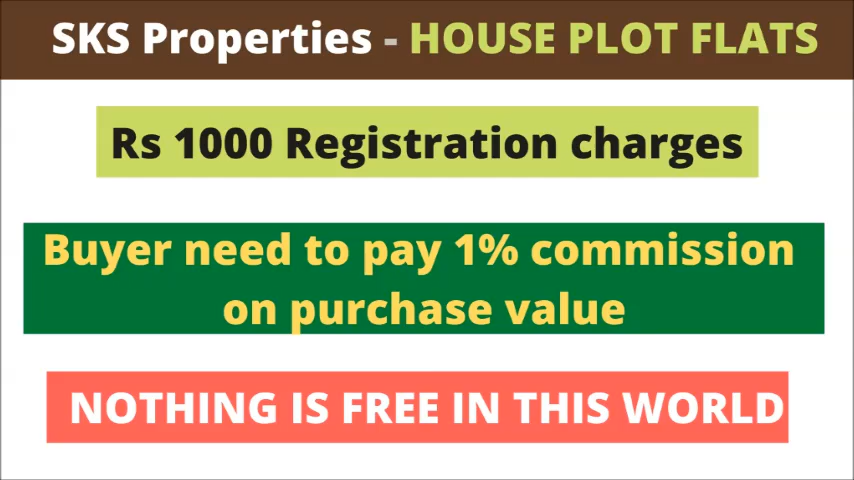 SKS Properties - HOUSE PLOT FLATS
Rs 1000 Registration charges
Buyer need to pay 1% commission
on purchase value
NOTHING IS FREE IN THIS WORLD